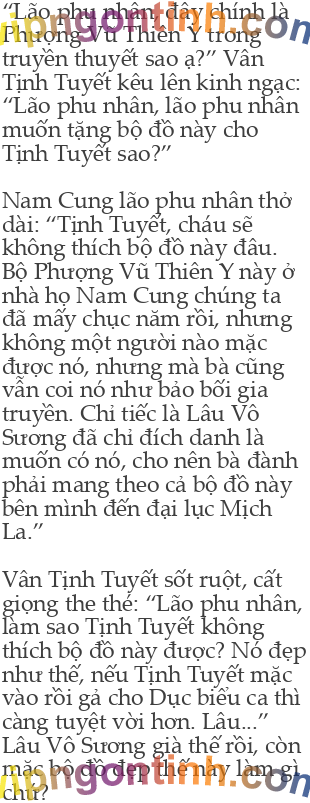 “Lão phu nhân, đây chính là
Phượng Vũ Thiên Y trong
truyền thuyết sao ạ?” Vân
Tịnh Tuyết kêu lên kinh ngạc:
“Lão phu nhân, lão phu nhân
muốn tặng bộ đồ này cho
Tịnh Tuyết sao?”

Nam Cung lão phu nhân thở
dài: “Tịnh Tuyết, cháu sẽ
không thích bộ đồ này đâu.
Bộ Phượng Vũ Thiên Y này ở
nhà họ Nam Cung chúng ta
đã mấy chục năm rồi, nhưng
không một người nào mặc
được nó, nhưng mà bà cũng
vẫn coi nó như bảo bối gia
truyền. Chỉ tiếc là Lâu Vô
Sương đã chỉ đích danh là
muốn có nó, cho nên bà đành
phải mang theo cả bộ đồ này
bên mình đến đại lục Mịch
La.”

Vân Tịnh Tuyết sốt ruột, cất
giọng the thé: “Lão phu nhân,
làm sao Tịnh Tuyết không
thích bộ đồ này được? Nó đẹp
như thế, nếu Tịnh Tuyết mặc
vào rồi gả cho Dục biểu ca thì
càng tuyệt vời hơn. Lâu...”
Lâu Vô Sương già thế rồi, còn
mặc bộ đồ đẹp thế này làm gì
chứ?
vipngontinh.com
vipngontinh.com